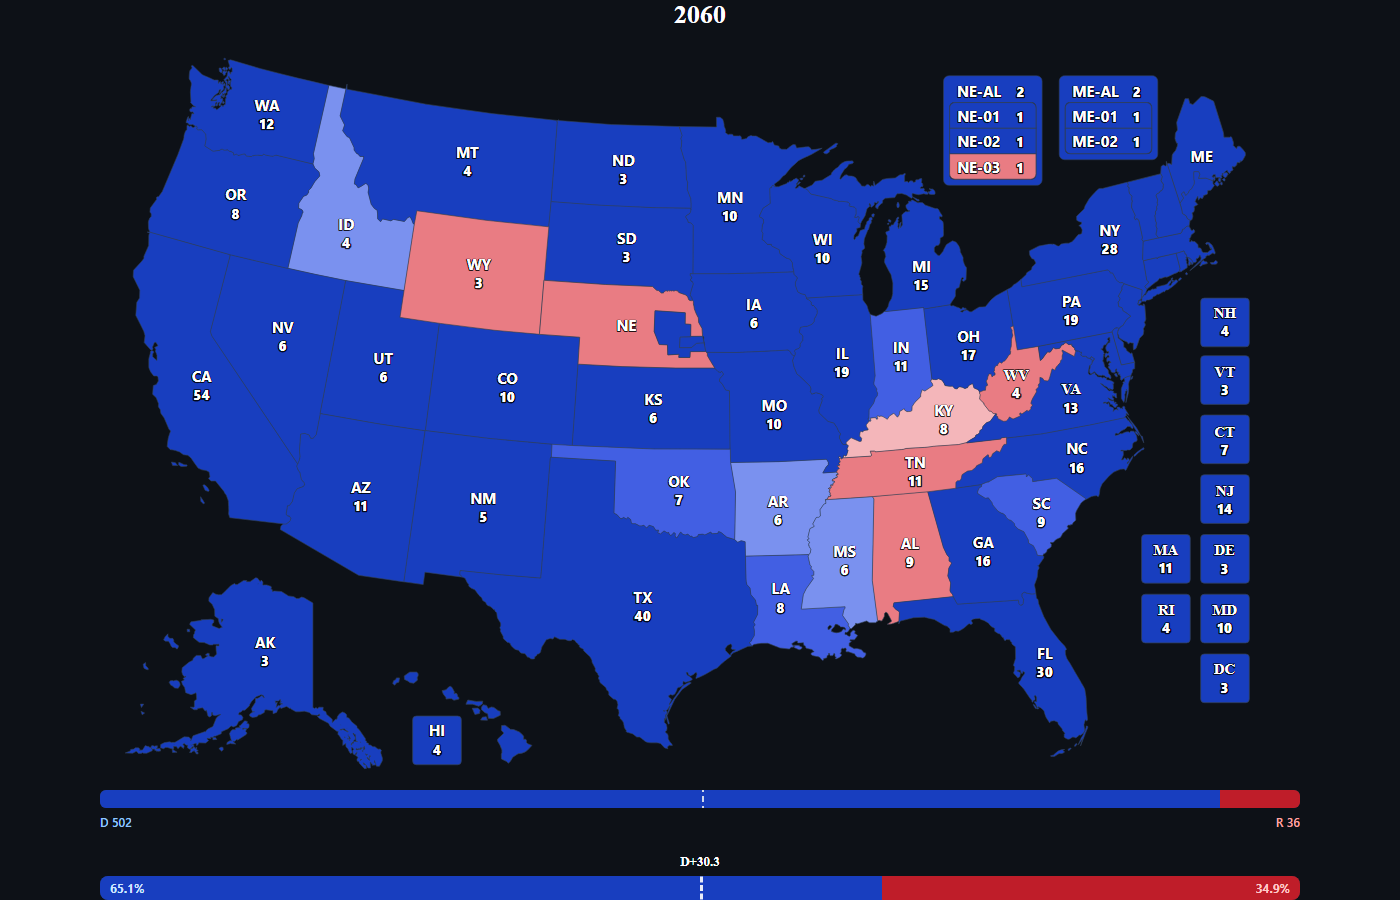 2060
WA
12
OR
8
CA
54
NV
6
ID
4
MT
4
WY
3
UT
6
AZ
11
CO
10
NM
5
ND
3
SD
3
NE
KS
6
OK
7
TX
40
MN
10
IA
6
MO
10
AR
6
LA
8
WI
10
IL
19
MI
15
IN
11
OH
17
KY
8
TN
11
MS
6
AL
9
GA
16
FL
30
SC
9
NC
16
VA
13
WV
4
PA
19
NY
28
ME
AK
3
HI
4
NE-AL 2
NE-01 1
NE-02 1
NE-03 1
ME-AL 2
ME-01 1
ME-02 1
NH
4
VT
3
CT
7
NJ
14
MA
11
DE
3
RI
4
MD
10
DC
3
D 502
R 36
D+30.3
65.1%
34.9%